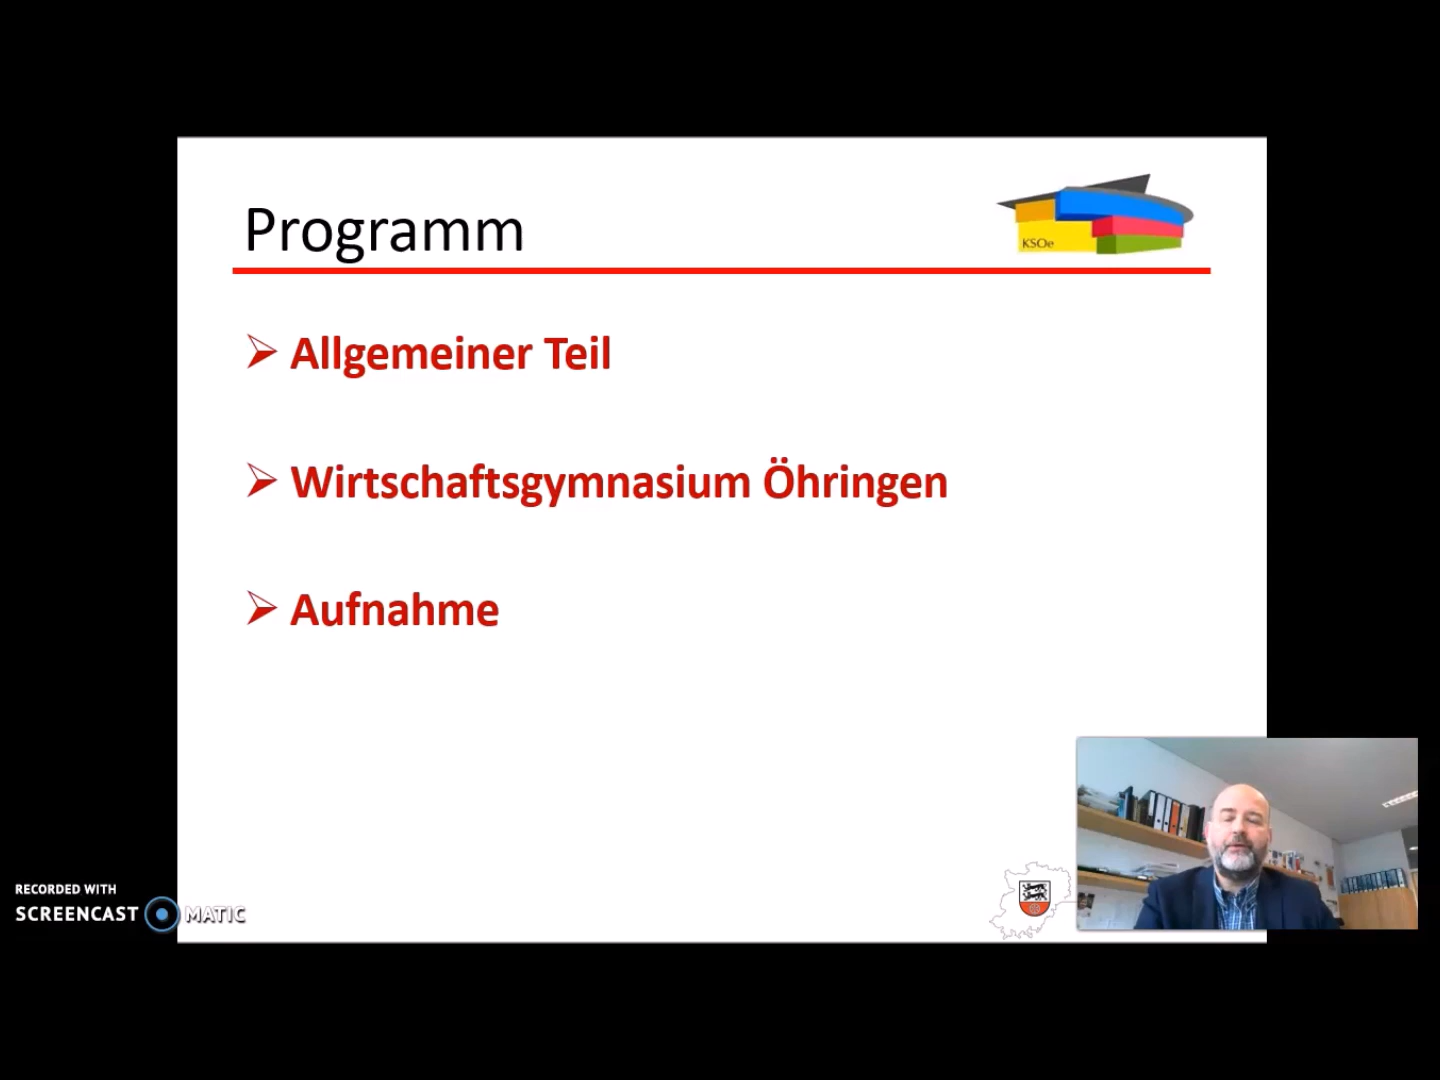 Programm
KSOe
Allgemeiner Teil
Wirtschaftsgymnasium Öhringen
Aufnahme
RECORDED WITH
SCREENCAST MATIC